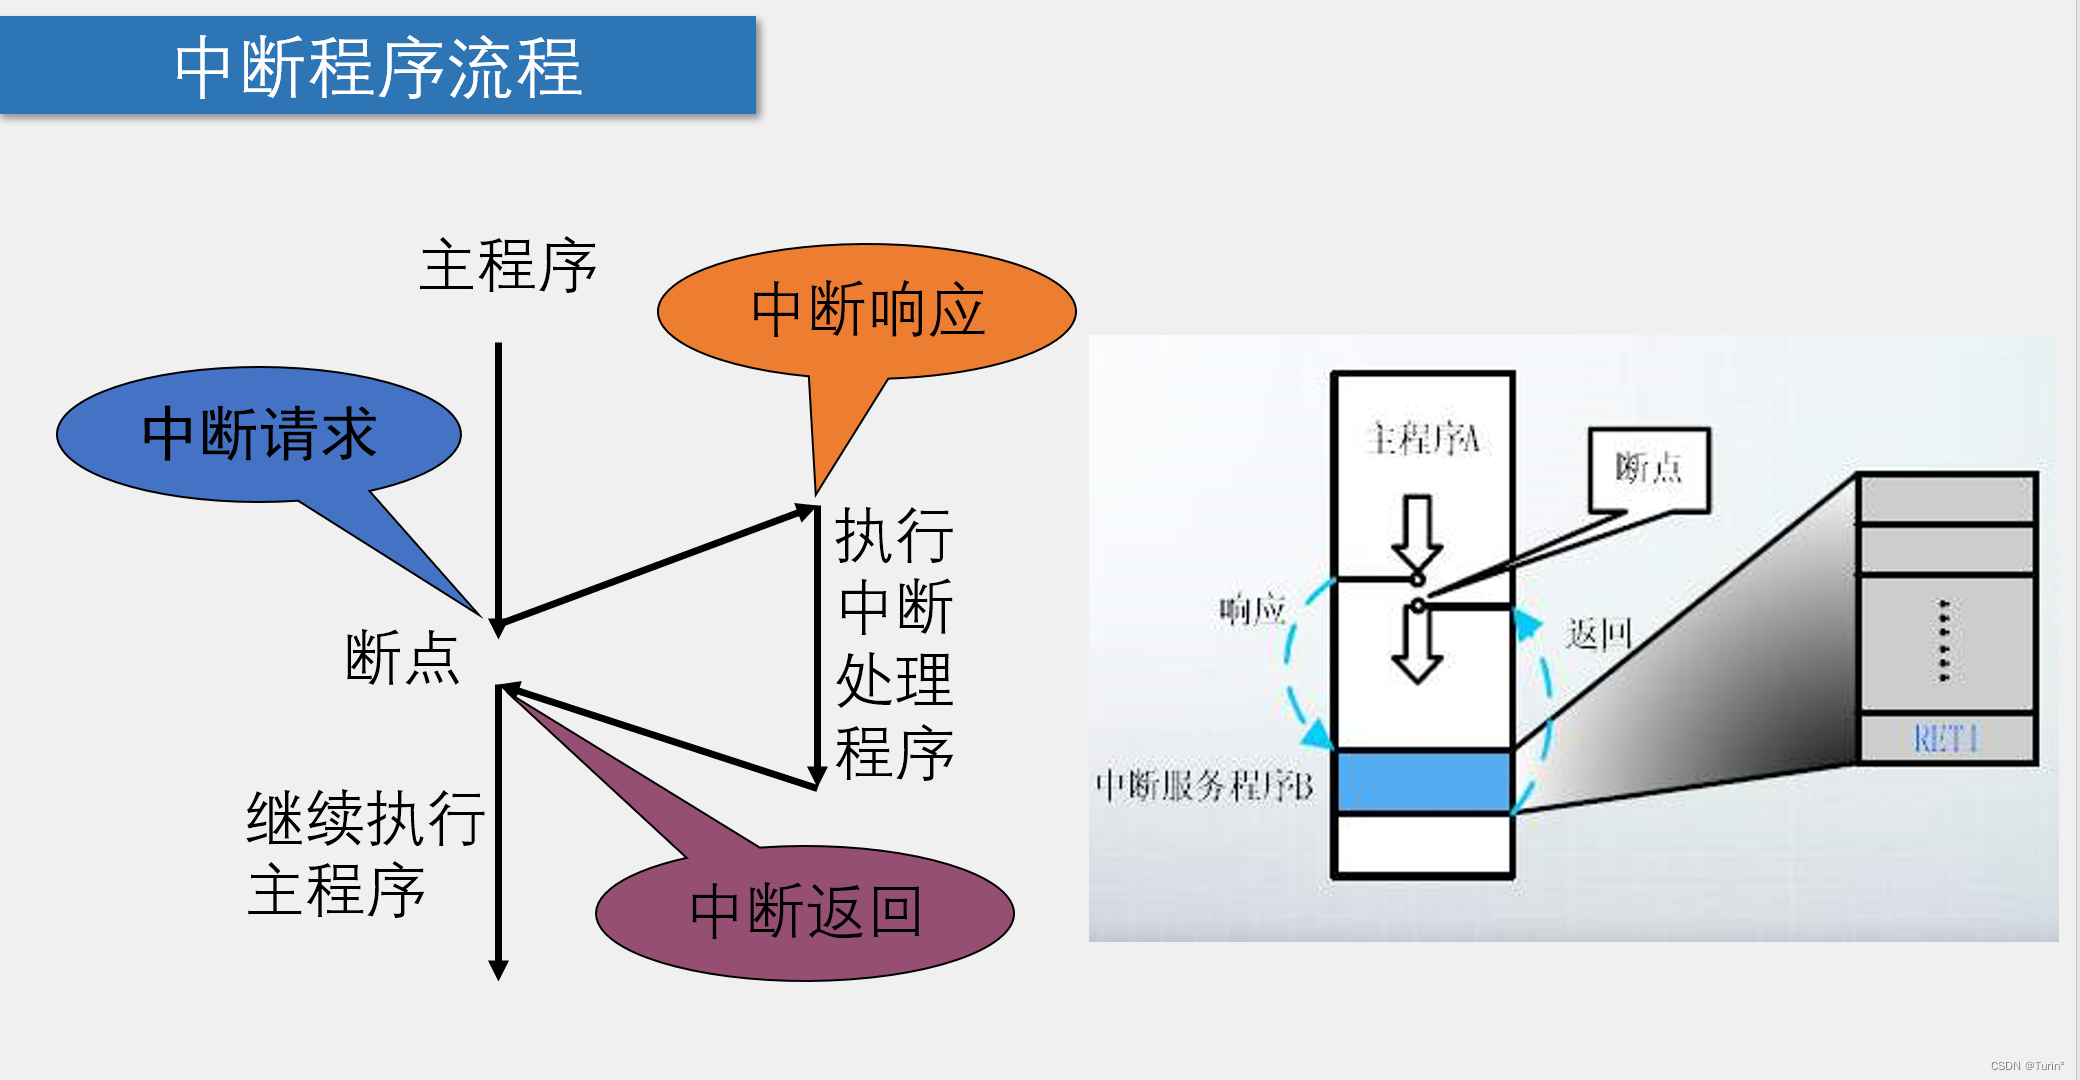 中断程序流程
主程序
中断响应
中断请求
执行
中断
处理
程序
断点
继续执行
主程序
中断返回
主程序A
断点
响应
返回
中断服务程序B
RETI
CSDN @Turin°